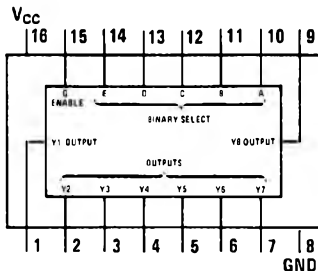 Vcc
16 15 14 13 12 11 10 9
G E D C B A
ENABLE
BINARY SELECT
Y1 OUTPUT Y8 OUTPUT
OUTPUTS
Y2 Y3 Y4 Y5 Y6 Y7
1 2 3 4 5 6 7 8
GND